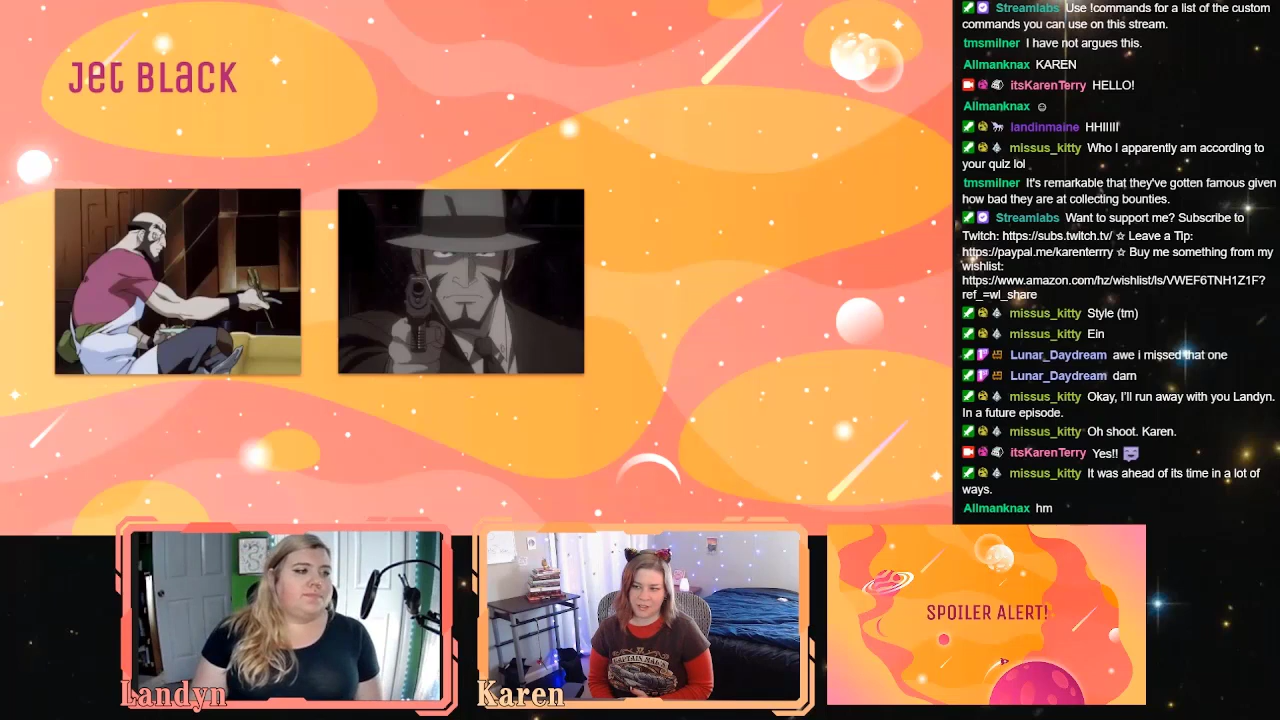 Jet Black
Streamlabs Use !commands for a list of the custom
commands you can use on this stream.
tmsmilner I have not argues this.
Allmanknax KAREN
itsKarenTerry HELLO!
Allmanknax ☺
landinmaine HHIIIII
missus_kitty Who I apparently am according to
your quiz lol
tmsmilner It's remarkable that they've gotten famous given
how bad they are at collecting bounties.
Streamlabs Want to support me? Subscribe to
Twitch: https://subs.twitch.tv/ ☆ Leave a Tip:
https://paypal.me/karenterrry ☆ Buy me something from my
wishlist:
https://www.amazon.com/hz/wishlist/ls/VWEF6TNH1Z1F?
ref_=wl_share
missus_kitty Style (tm)
missus_kitty Ein
Lunar_Daydream awe i missed that one
Lunar_Daydream darn
missus_kitty Okay, I'll run away with you Landyn.
In a future episode.
missus_kitty Oh shoot. Karen.
itsKarenTerry Yes!!
missus_kitty It was ahead of its time in a lot of
ways.
Allmanknax hm
SPOILER ALERT!
Landyn
Karen